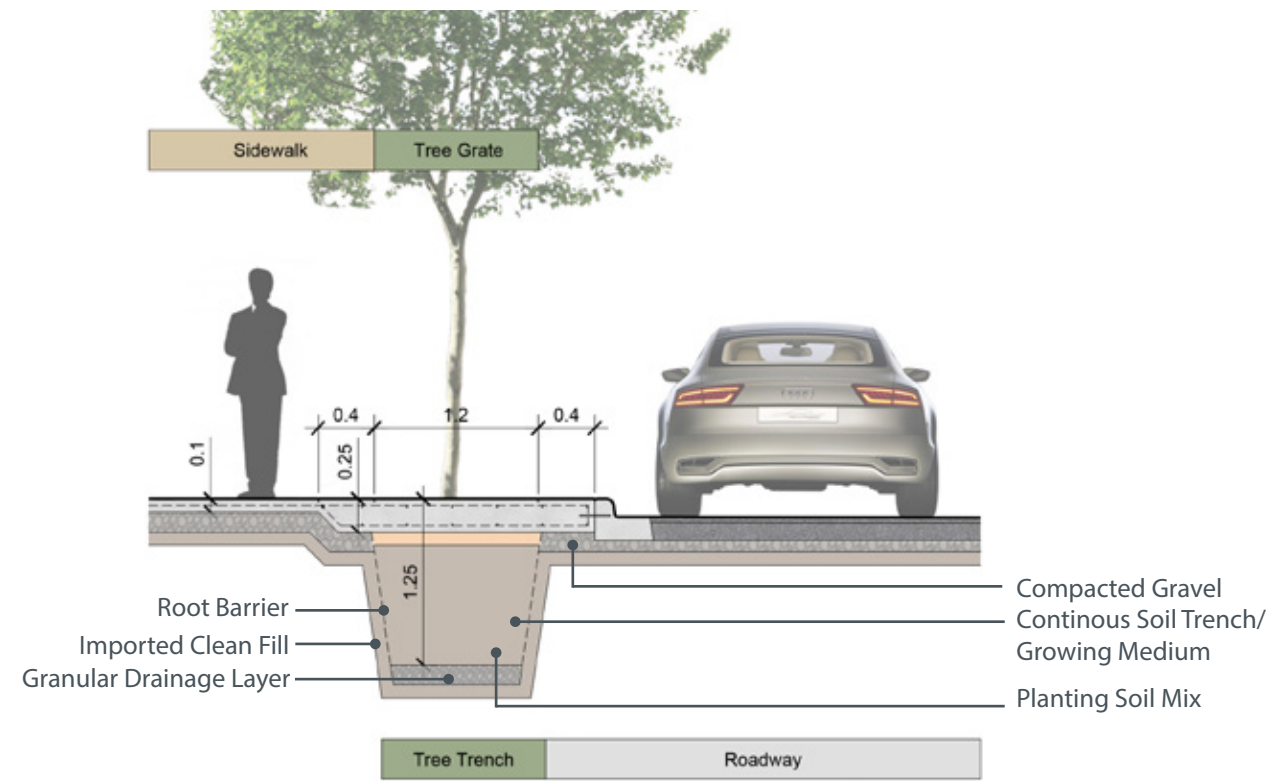 Sidewalk
Tree Grate
0.4
1.2
0.4
0.1
0.25
1.25
Root Barrier
Imported Clean Fill
Granular Drainage Layer
Compacted Gravel
Continous Soil Trench/
Growing Medium
Planting Soil Mix
Tree Trench
Roadway